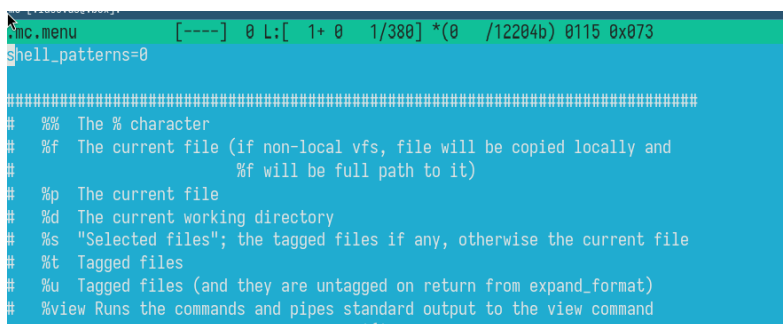 .mc.menu [----] 0 L:[ 1+ 0 1/380] *(0 /12204b) 0115 0x073
shell_patterns=0
###############################################################################
# %% The % character
# %f The current file (if non-local vfs, file will be copied locally and
# %f will be full path to it)
# %p The current file
# %d The current working directory
# %s "Selected files"; the tagged files if any, otherwise the current file
# %t Tagged files
# %u Tagged files (and they are untagged on return from expand_format)
# %view Runs the commands and pipes standard output to the view command